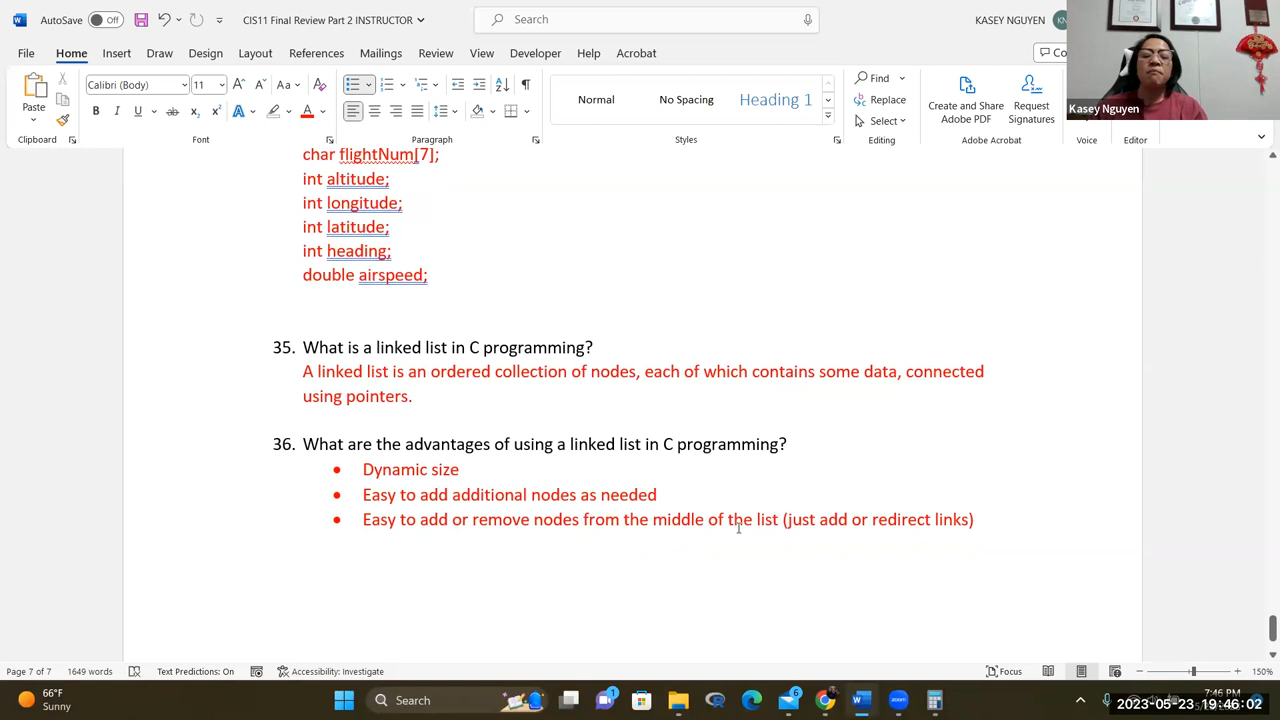 AutoSave Off CIS11 Final Review Part 2 INSTRUCTOR Search KASEY NGUYEN KN
File Home Insert Draw Design Layout References Mailings Review View Developer Help Acrobat Co
Paste Calibri (Body) 11 Normal No Spacing Heading 1 Find Replace Select Create and Share Adobe PDF Request Signatures
Kasey Nguyen
Clipboard Font Paragraph Styles Editing Adobe Acrobat Voice Editor
char flightNum[7];
int altitude;
int longitude;
int latitude;
int heading;
double airspeed;
35. What is a linked list in C programming?
A linked list is an ordered collection of nodes, each of which contains some data, connected
using pointers.
36. What are the advantages of using a linked list in C programming?
• Dynamic size
• Easy to add additional nodes as needed
• Easy to add or remove nodes from the middle of the list (just add or redirect links)
Page 7 of 7 1649 words Text Predictions: On Accessibility: Investigate Focus 150%
66°F
Sunny
Search
1
6
zoom
7:46 PM
2023-05-23 19:46:02